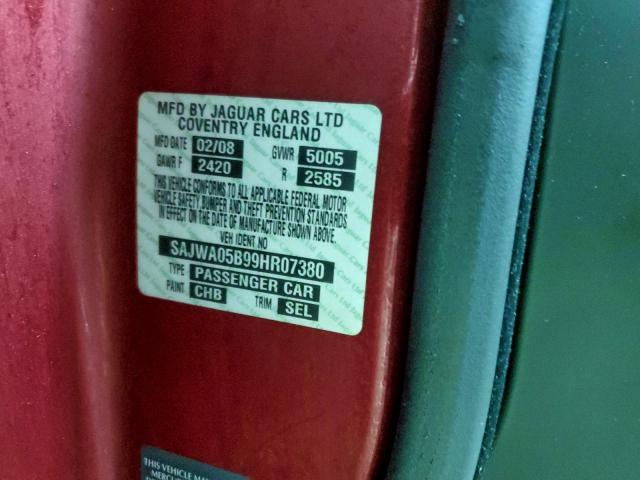 MFD BY JAGUAR CARS LTD
COVENTRY ENGLAND
MFD DATE 02/08 GVWR 5005
GAWR F 2420 R 2585
THIS VEHICLE CONFORMS TO ALL APPLICABLE FEDERAL MOTOR
VEHICLE SAFETY,BUMPER AND THEFT PREVENTION STANDARDS
IN EFFECT ON THE DATE OF MANUFACTURE SHOWN ABOVE.
VEH IDENT NO
SAJWA05B99HR07380
TYPE PASSENGER CAR
PAINT CHB TRIM SEL
THIS VEHICLE